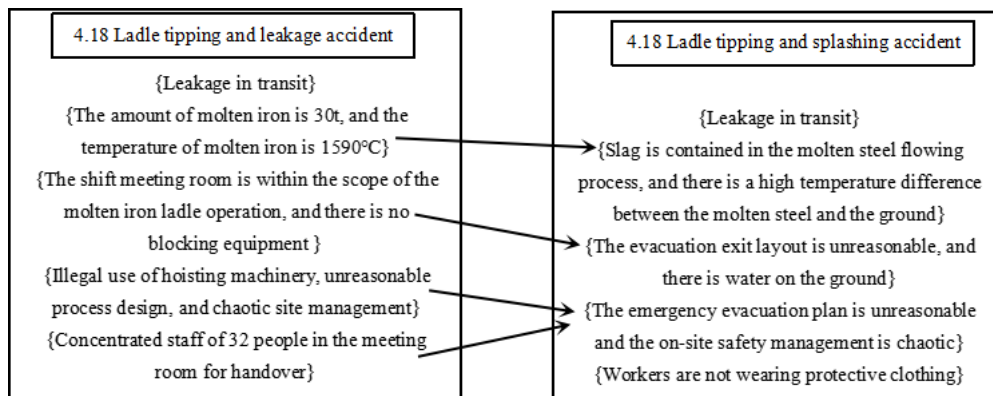 4.18 Ladle tipping and leakage accident
{Leakage in transit}
{The amount of molten iron is 30t, and the
temperature of molten iron is 1590℃}
{The shift meeting room is within the scope of the
molten iron ladle operation, and there is no
blocking equipment }
{Illegal use of hoisting machinery, unreasonable
process design, and chaotic site management}
{Concentrated staff of 32 people in the meeting
room for handover}
4.18 Ladle tipping and splashing accident
{Leakage in transit}
{Slag is contained in the molten steel flowing
process, and there is a high temperature difference
between the molten steel and the ground}
{The evacuation exit layout is unreasonable, and
there is water on the ground}
{The emergency evacuation plan is unreasonable
and the on-site safety management is chaotic}
{Workers are not wearing protective clothing}